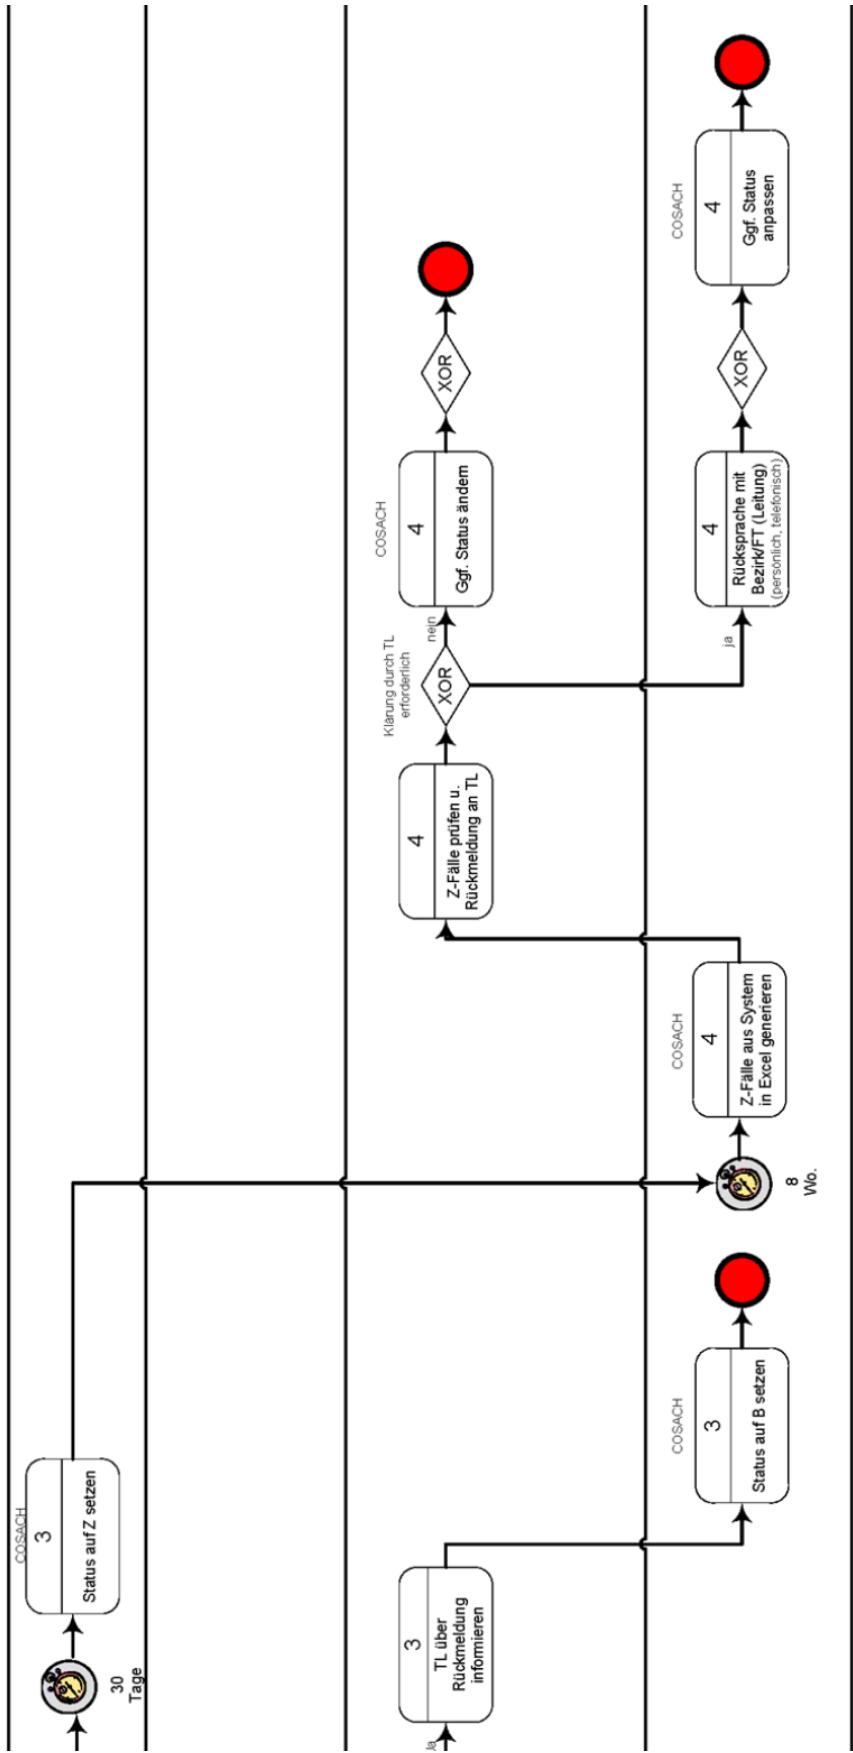 30
Tage
COSACH
3
Status auf Z setzen
Ja
3
TL über
Rückmeldung
informieren
COSACH
3
Status auf B setzen
8
Wo.
COSACH
4
Z-Fälle aus System
in Excel generieren
4
Z-Fälle prüfen u.
Rückmeldung an TL
Klärung durch TL
erforderlich
XOR
nein
ja
COSACH
4
Ggf. Status ändern
XOR
4
Rücksprache mit
Bezirk/FT (Leitung)
(persönlich, telefonisch)
XOR
COSACH
4
Ggf. Status
anpassen